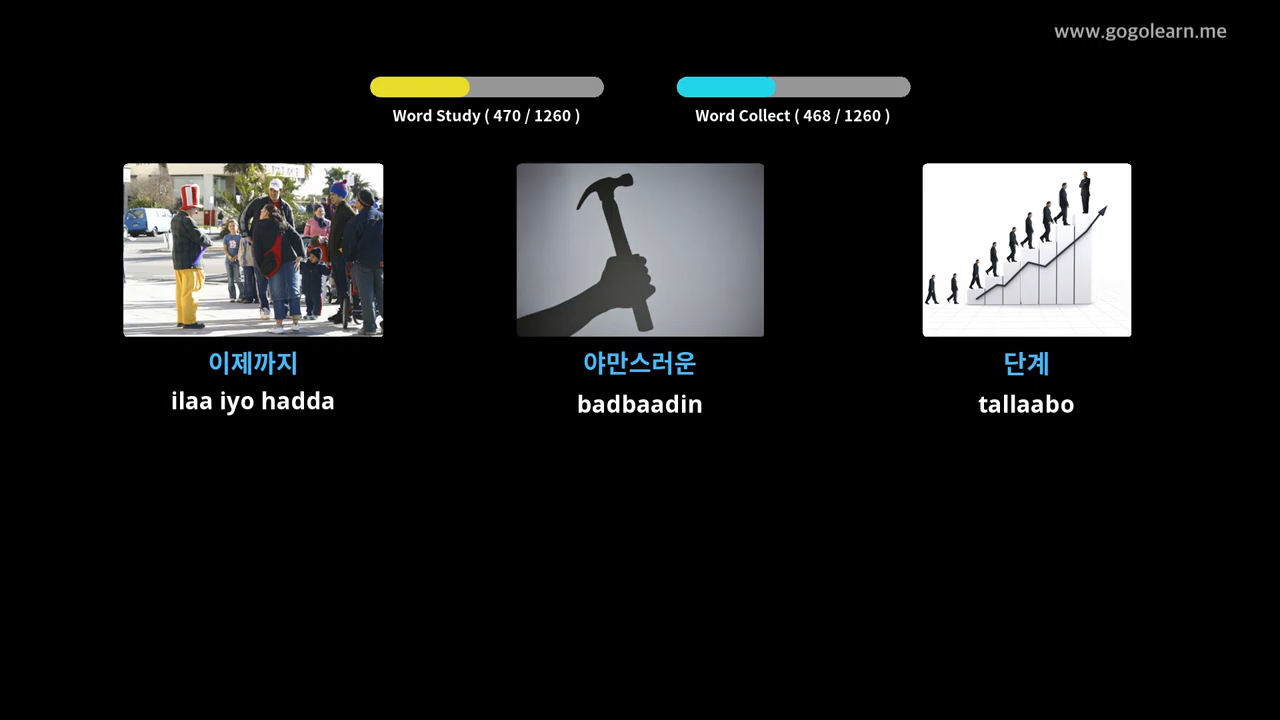 www.gogolearn.me
Word Study ( 470 / 1260 )
Word Collect ( 468 / 1260 )
이제까지
ilaa iyo hadda
야만스러운
badbaadin
단계
tallaabo